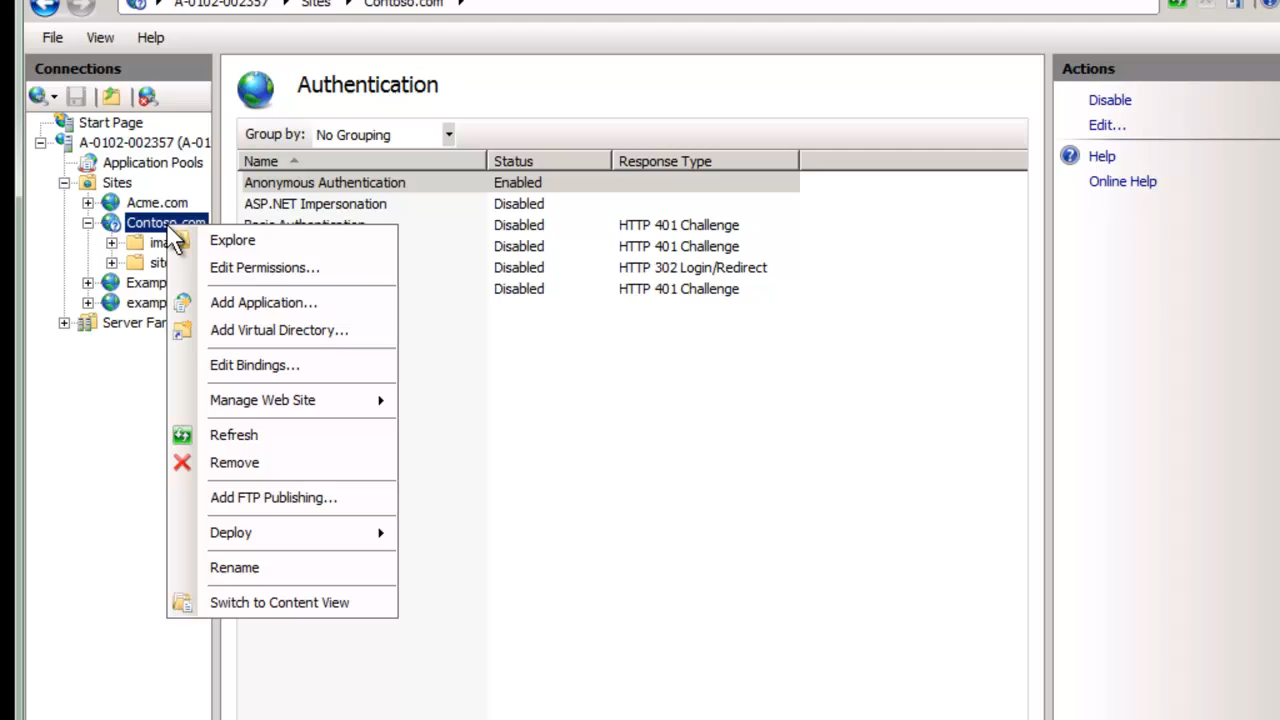 A-0102-002357 Sites Contoso.com
File View Help
Connections
Start Page
A-0102-002357 (A-01
Application Pools
Sites
Acme.com
Contoso.com
ima
site
Examp
examp
Server Far
Explore
Edit Permissions...
Add Application...
Add Virtual Directory...
Edit Bindings...
Manage Web Site
Refresh
Remove
Add FTP Publishing...
Deploy
Rename
Switch to Content View
Authentication
Group by: No Grouping
Name Status Response Type
Anonymous Authentication Enabled
ASP.NET Impersonation Disabled
Basic Authentication Disabled HTTP 401 Challenge
Disabled HTTP 401 Challenge
Disabled HTTP 302 Login/Redirect
Disabled HTTP 401 Challenge
Actions
Disable
Edit...
Help
Online Help